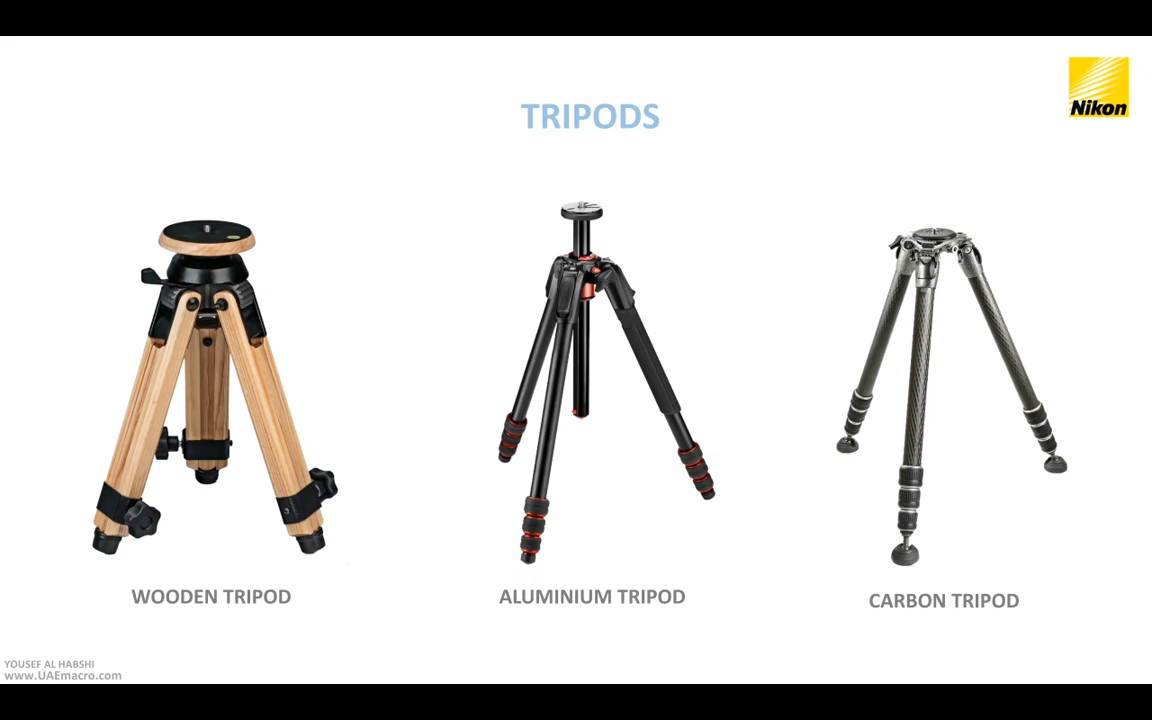 TRIPODS
Nikon
WOODEN TRIPOD
ALUMINIUM TRIPOD
CARBON TRIPOD
YOUSEF AL HABSHI
www.UAEmacro.com